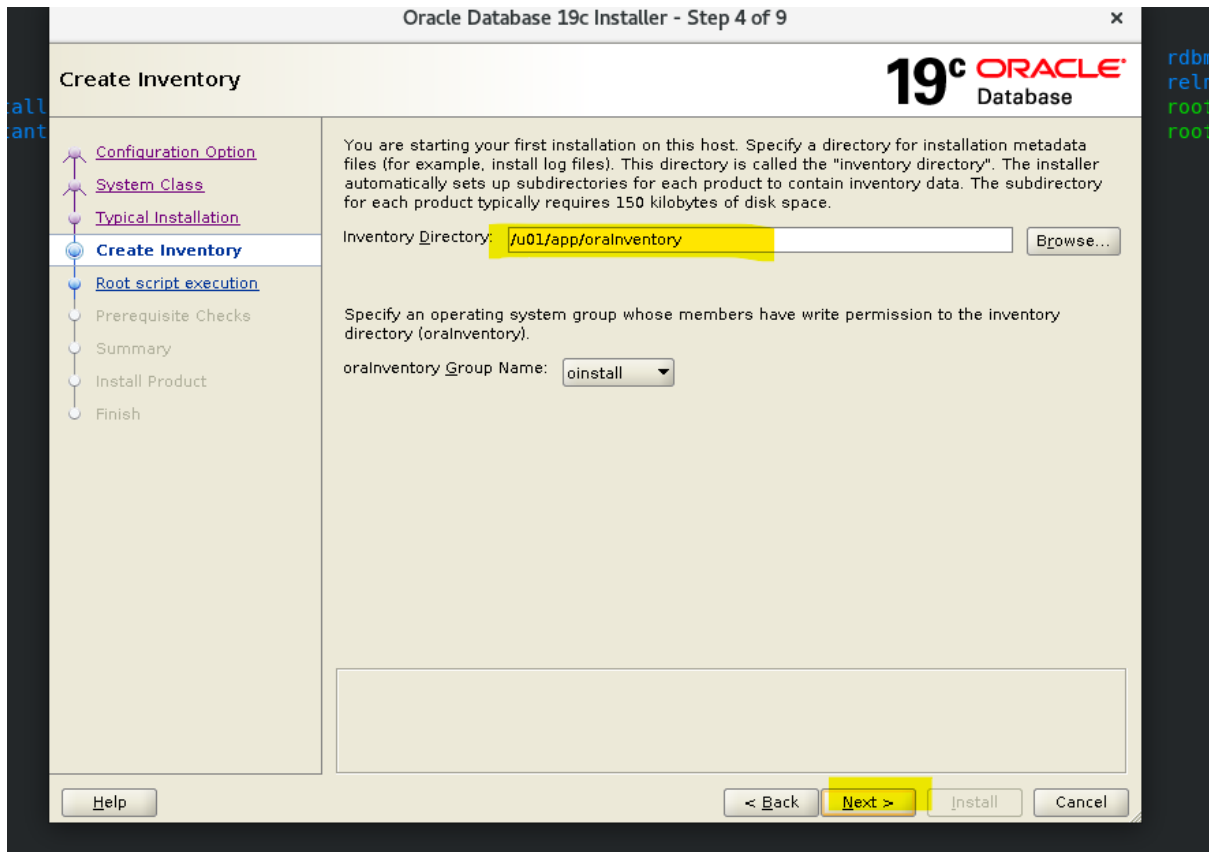 Oracle Database 19c Installer - Step 4 of 9
×
Create Inventory
19c ORACLE
Database
Configuration Option
System Class
Typical Installation
Create Inventory
Root script execution
Prerequisite Checks
Summary
Install Product
Finish
You are starting your first installation on this host. Specify a directory for installation metadata
files (for example, install log files). This directory is called the "inventory directory". The installer
automatically sets up subdirectories for each product to contain inventory data. The subdirectory
for each product typically requires 150 kilobytes of disk space.
Inventory Directory: /u01/app/oraInventory Browse...
Specify an operating system group whose members have write permission to the inventory
directory (oraInventory).
oraInventory Group Name: oinstall
Help < Back Next > Install Cancel